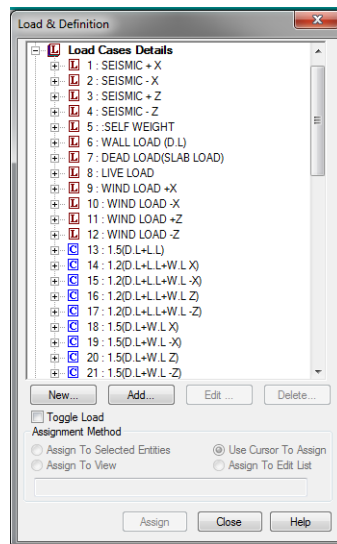 Load & Definition
Load Cases Details
L 1 : SEISMIC + X
L 2 : SEISMIC - X
L 3 : SEISMIC + Z
L 4 : SEISMIC - Z
L 5 : :SELF WEIGHT
L 6 : WALL LOAD (D.L)
L 7 : DEAD LOAD(SLAB LOAD)
L 8 : LIVE LOAD
L 9 : WIND LOAD +X
L 10 : WIND LOAD -X
L 11 : WIND LOAD +Z
L 12 : WIND LOAD -Z
C 13 : 1.5(D.L+L.L)
C 14 : 1.2(D.L+L.L+W.L X)
C 15 : 1.2(D.L+L.L+W.L -X)
C 16 : 1.2(D.L+L.L+W.L Z)
C 17 : 1.2(D.L+L.L+W.L -Z)
C 18 : 1.5(D.L+W.L X)
C 19 : 1.5(D.L+W.L -X)
C 20 : 1.5(D.L+W.L Z)
C 21 : 1.5(D.L+W.L -Z)
New... Add... Edit ... Delete...
Toggle Load
Assignment Method
Assign To Selected Entities Use Cursor To Assign
Assign To View Assign To Edit List
Assign Close Help